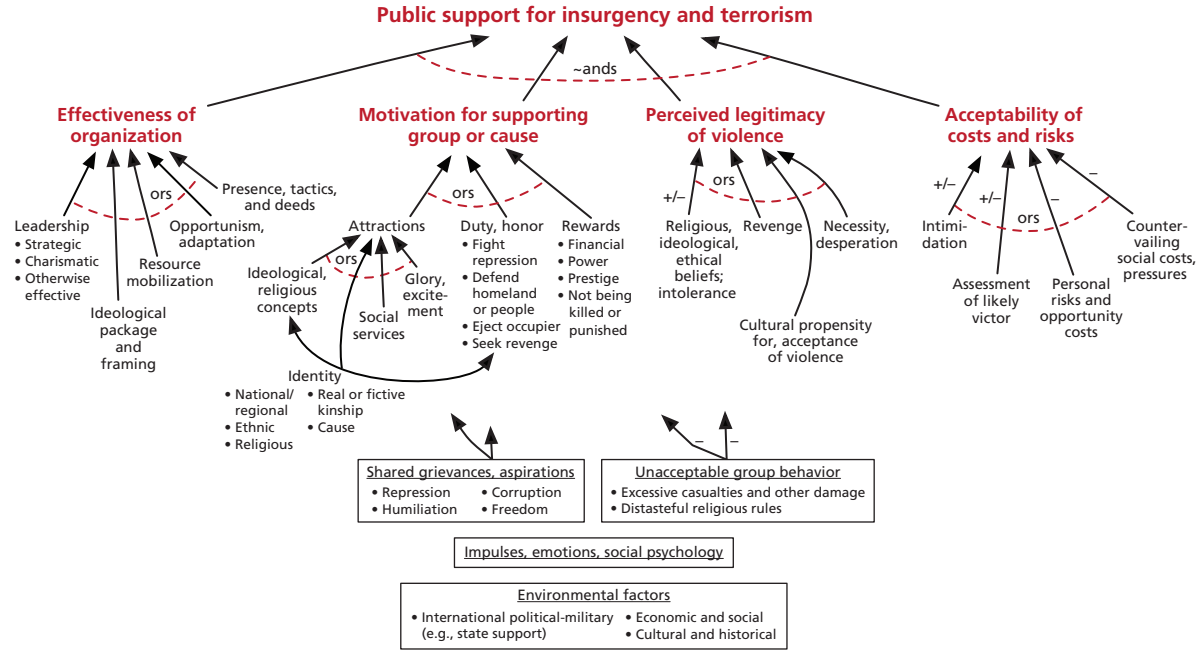 Public support for insurgency and terrorism
~ands
Effectiveness of
organization
Motivation for supporting
group or cause
Perceived legitimacy
of violence
Acceptability of
costs and risks
ors
Leadership
• Strategic
• Charismatic
• Otherwise
effective
Ideological
package
and
framing
Resource
mobilization
Opportunism,
adaptation
Presence, tactics,
and deeds
ors
Attractions
ors
Ideological,
religious
concepts
Social
services
Glory,
excite-
ment
Duty, honor
• Fight
repression
• Defend
homeland
or people
• Eject occupier
• Seek revenge
Rewards
• Financial
• Power
• Prestige
• Not being
killed or
punished
Identity
• National/
regional
• Ethnic
• Religious
• Real or fictive
kinship
• Cause
+/–
ors
Religious,
ideological,
ethical
beliefs;
intolerance
Revenge
Cultural propensity
for, acceptance
of violence
Necessity,
desperation
+/–
+/–
–
–
ors
Intimi-
dation
Assessment
of likely
victor
Personal
risks and
opportunity
costs
Counter-
vailing
social costs,
pressures
Shared grievances, aspirations
• Repression
• Humiliation
• Corruption
• Freedom
–
–
Unacceptable group behavior
• Excessive casualties and other damage
• Distasteful religious rules
Impulses, emotions, social psychology
Environmental factors
• International political-military
(e.g., state support)
• Economic and social
• Cultural and historical